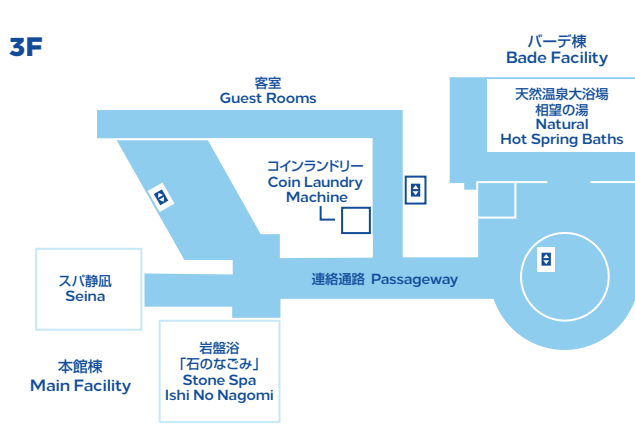 3F
バーデ棟
Bade Facility
客室
Guest Rooms
天然温泉大浴場
相望の湯
Natural
Hot Spring Baths
コインランドリー
Coin Laundry
Machine
連絡通路 Passageway
スパ静凪
Seina
本館棟
Main Facility
岩盤浴
「石のなごみ」
Stone Spa
Ishi No Nagomi